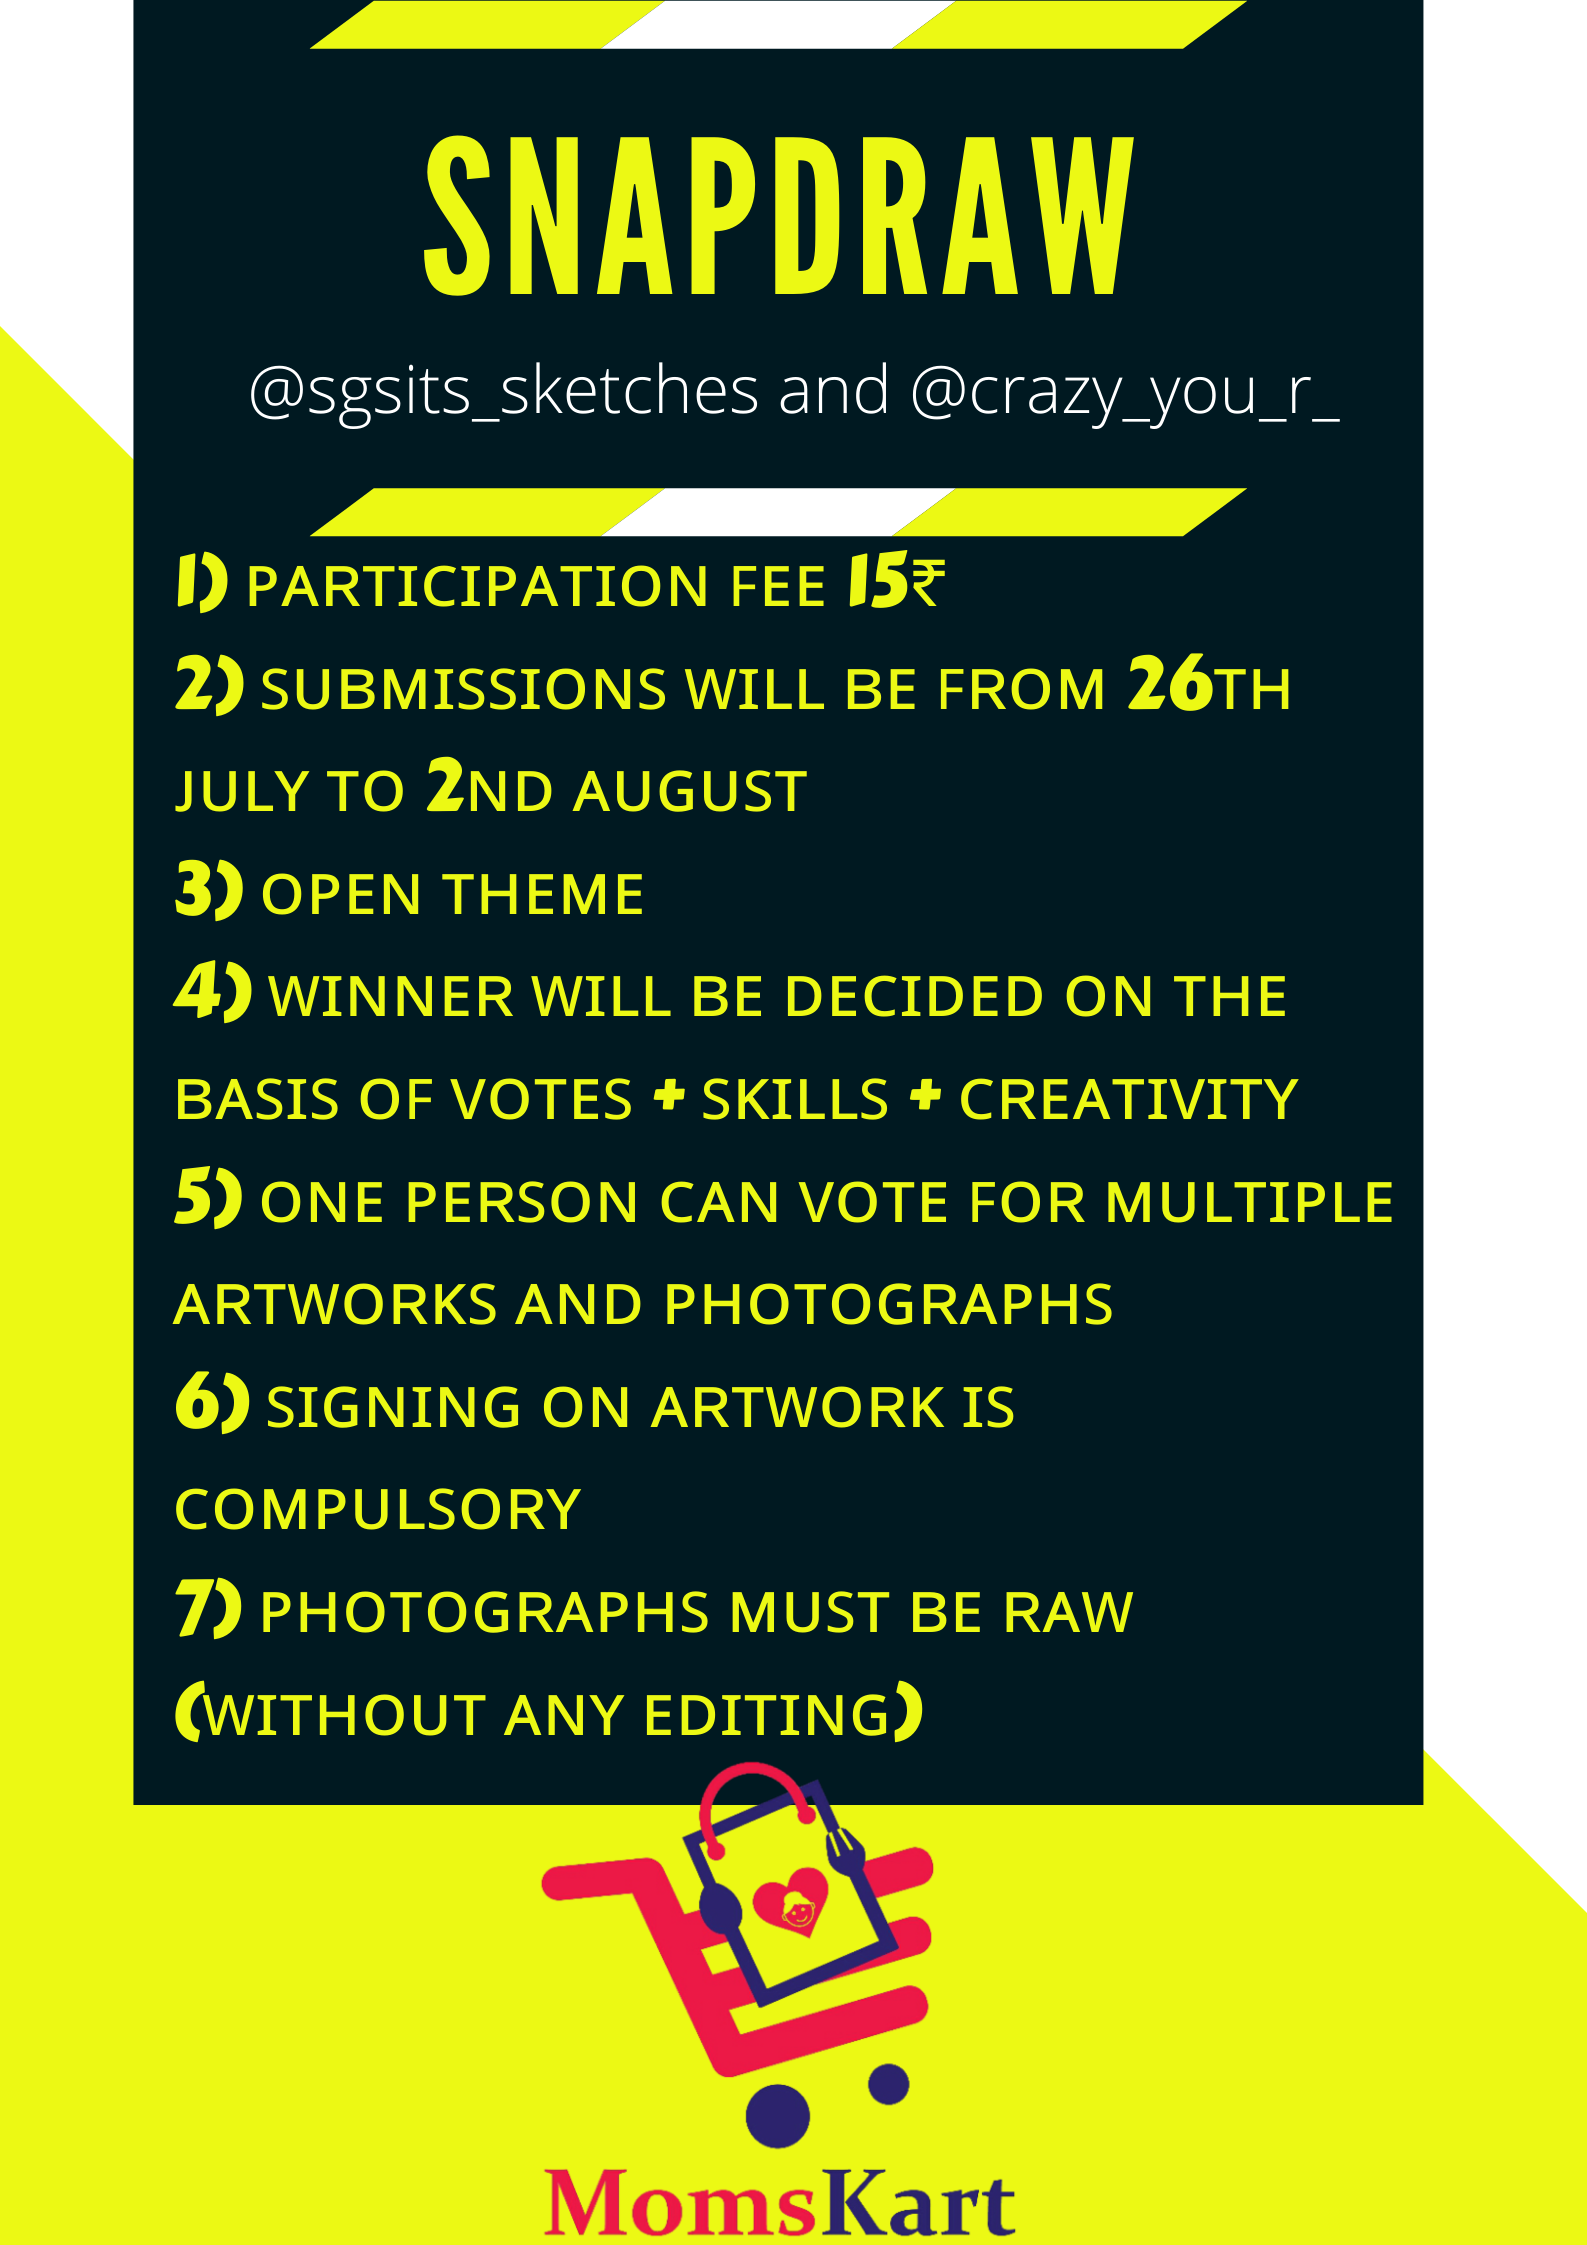 SNAPDRAW
@sgsits_sketches and @crazy_you_r_
1) PARTICIPATION FEE 15₹
2) SUBMISSIONS WILL BE FROM 26TH
JULY TO 2ND AUGUST
3) OPEN THEME
4) WINNER WILL BE DECIDED ON THE
BASIS OF VOTES + SKILLS + CREATIVITY
5) ONE PERSON CAN VOTE FOR MULTIPLE
ARTWORKS AND PHOTOGRAPHS
6) SIGNING ON ARTWORK IS
COMPULSORY
7) PHOTOGRAPHS MUST BE RAW
(WITHOUT ANY EDITING)
MomsKart